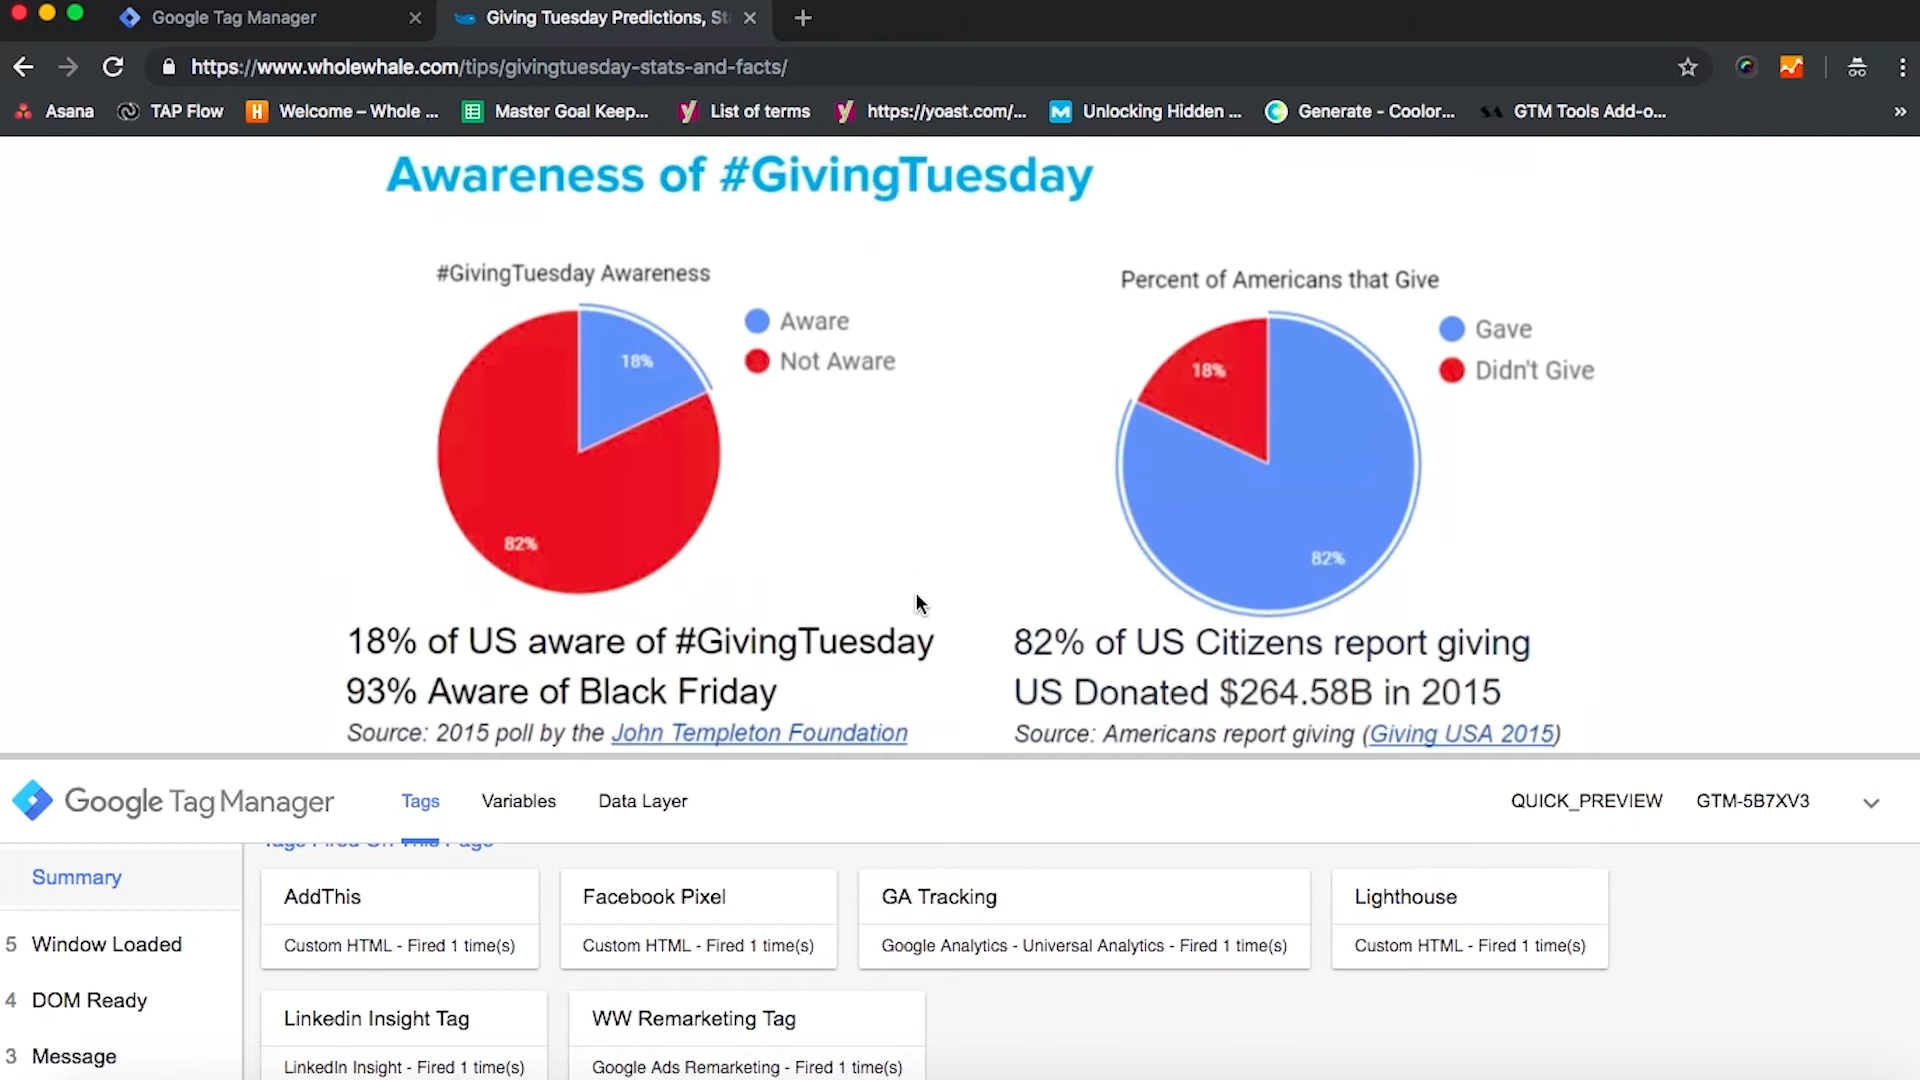 Google Tag Manager
Giving Tuesday Predictions, St
https://www.wholewhale.com/tips/givingtuesday-stats-and-facts/
Asana
TAP Flow
Welcome – Whole ...
Master Goal Keep...
List of terms
https://yoast.com/...
Unlocking Hidden ...
Generate - Coolor...
GTM Tools Add-o...
»
Awareness of #GivingTuesday
#GivingTuesday Awareness
Aware
Not Aware
18%
82%
18% of US aware of #GivingTuesday
93% Aware of Black Friday
Source: 2015 poll by the John Templeton Foundation
Percent of Americans that Give
Gave
Didn't Give
18%
82%
82% of US Citizens report giving
US Donated $264.58B in 2015
Source: Americans report giving (Giving USA 2015)
Google Tag Manager
Tags
Variables
Data Layer
QUICK_PREVIEW
GTM-5B7XV3
Summary
5 Window Loaded
4 DOM Ready
3 Message
Tags Fired On This Page
AddThis
Custom HTML - Fired 1 time(s)
Facebook Pixel
Custom HTML - Fired 1 time(s)
GA Tracking
Google Analytics - Universal Analytics - Fired 1 time(s)
Lighthouse
Custom HTML - Fired 1 time(s)
Linkedin Insight Tag
LinkedIn Insight - Fired 1 time(s)
WW Remarketing Tag
Google Ads Remarketing - Fired 1 time(s)